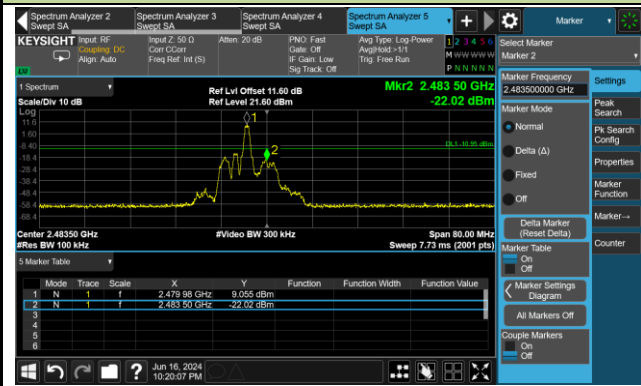 Spectrum Analyzer 2
Swept SA
Spectrum Analyzer 3
Swept SA
Spectrum Analyzer 4
Swept SA
Spectrum Analyzer 5
Swept SA
Marker
KEYSIGHT
Input: RF
Coupling: DC
Align: Auto
Input Z: 50 Ω
Corr CCorr
Freq Ref: Int (S)
Atten: 20 dB
PNO: Fast
Gate: Off
IF Gain: Low
Sig Track: Off
Avg Type: Log-Power
Avg|Hold:>1/1
Trig: Free Run
1 2 3 4 5 6
M W W W W W
P N N N N N
Select Marker
Marker 2
LXI
1 Spectrum
Scale/Div 10 dB
Ref Lvl Offset 11.60 dB
Ref Level 21.60 dBm
Mkr2 2.483 50 GHz
-22.02 dBm
Log
11.6
1.60
-8.40
-18.4
-28.4
-38.4
-48.4
-58.4
-68.4
1
2
DL1 -10.95 dBm
Center 2.48350 GHz
#Res BW 100 kHz
#Video BW 300 kHz
Span 80.00 MHz
Sweep 7.73 ms (2001 pts)
5 Marker Table
Mode Trace Scale X Y Function Function Width Function Value
1 N 1 f 2.479 98 GHz 9.055 dBm
2 N 1 f 2.483 50 GHz -22.02 dBm
3
4
5
6
Jun 16, 2024
10:20:07 PM
Marker Frequency
2.483500000 GHz
Marker Mode
Normal
Delta (Δ)
Fixed
Off
Delta Marker
(Reset Delta)
Marker Table
On
Off
Marker Settings
Diagram
All Markers Off
Couple Markers
On
Off
Settings
Peak
Search
Pk Search
Config
Properties
Marker
Function
Marker→
Counter